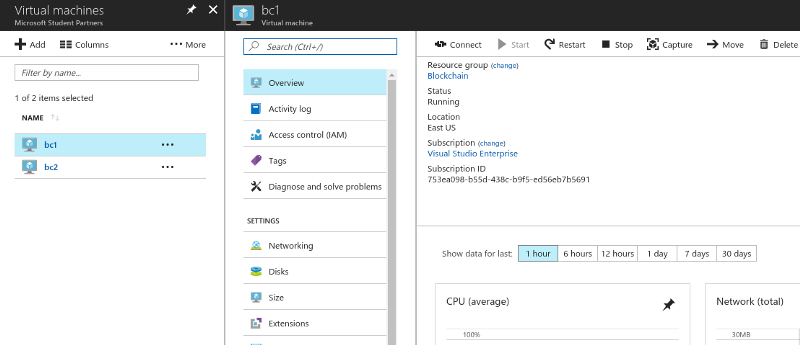 Virtual machines
Microsoft Student Partners
Add
Columns
More
Filter by name...
1 of 2 items selected
NAME
bc1
bc2
bc1
Virtual machine
Search (Ctrl+/)
Overview
Activity log
Access control (IAM)
Tags
Diagnose and solve problems
SETTINGS
Networking
Disks
Size
Extensions
Connect
Start
Restart
Stop
Capture
Move
Delete
Resource group (change)
Blockchain
Status
Running
Location
East US
Subscription (change)
Visual Studio Enterprise
Subscription ID
753ea098-b55d-438c-b9f5-ed56eb7b5691
Show data for last: 1 hour 6 hours 12 hours 1 day 7 days 30 days
CPU (average)
100%
Network (total)
30MB